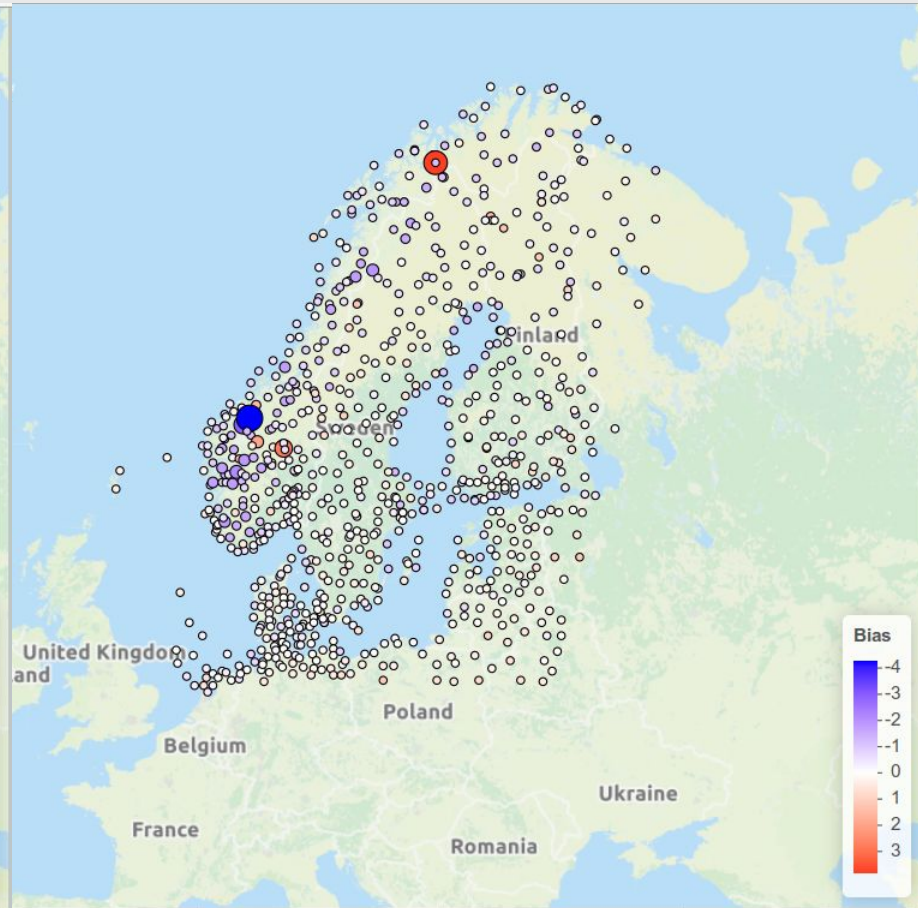 Finland
Sweden
United Kingdom
and
Poland
Belgium
Ukraine
France
Romania
Bias
-4
-3
-2
-1
0
1
2
3